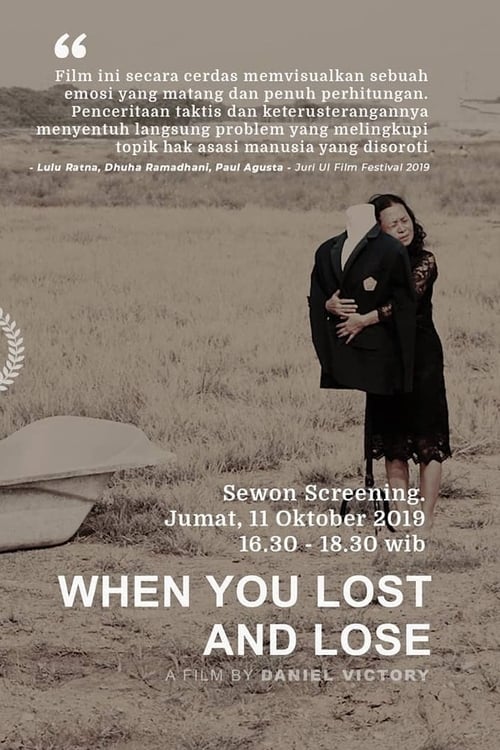 “
Film ini secara cerdas memvisualkan sebuah
emosi yang matang dan penuh perhitungan.
Penceritaan taktis dan keterusterangannya
menyentuh langsung problem yang melingkupi
topik hak asasi manusia yang disoroti
- Lulu Ratna, Dhuha Ramadhani, Paul Agusta - Juri UI Film Festival 2019
Sewon Screening.
Jumat, 11 Oktober 2019
16.30 - 18.30 wib
WHEN YOU LOST
AND LOSE
A FILM BY DANIEL VICTORY